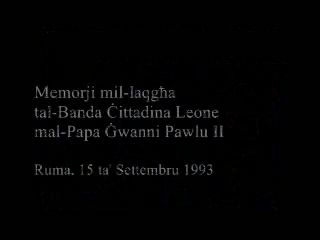 Memorji mil-laqgħa
tal-Banda Ċittadina Leone
mal-Papa Ġwanni Pawlu II
Ruma, 15 ta' Settembru 1993